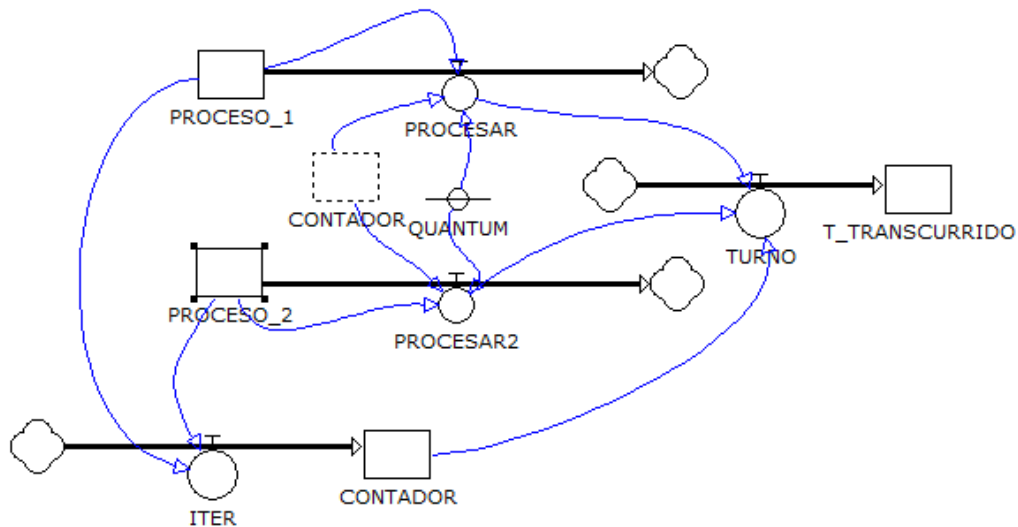 PROCESO_1
PROCESAR
CONTADOR
QUANTUM
T_TRANSCURRIDO
TURNO
PROCESO_2
PROCESAR2
CONTADOR
ITER